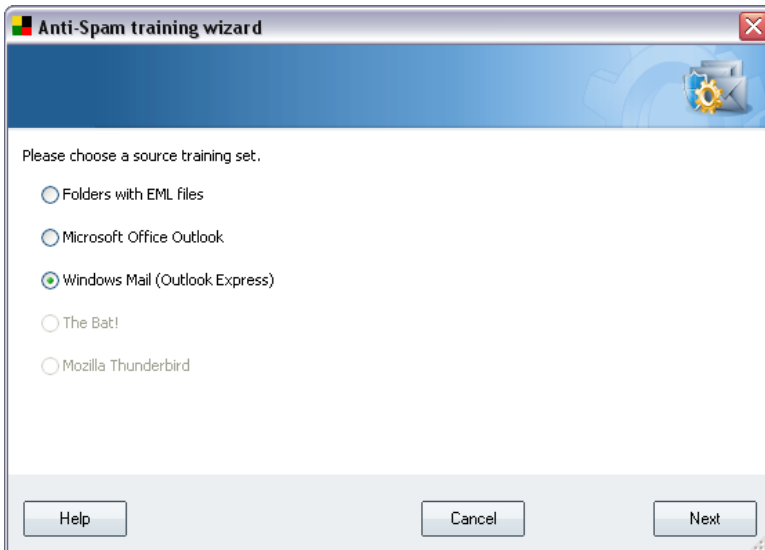 Anti-Spam training wizard
Please choose a source training set.
Folders with EML files
Microsoft Office Outlook
Windows Mail (Outlook Express)
The Bat!
Mozilla Thunderbird
Help Cancel Next